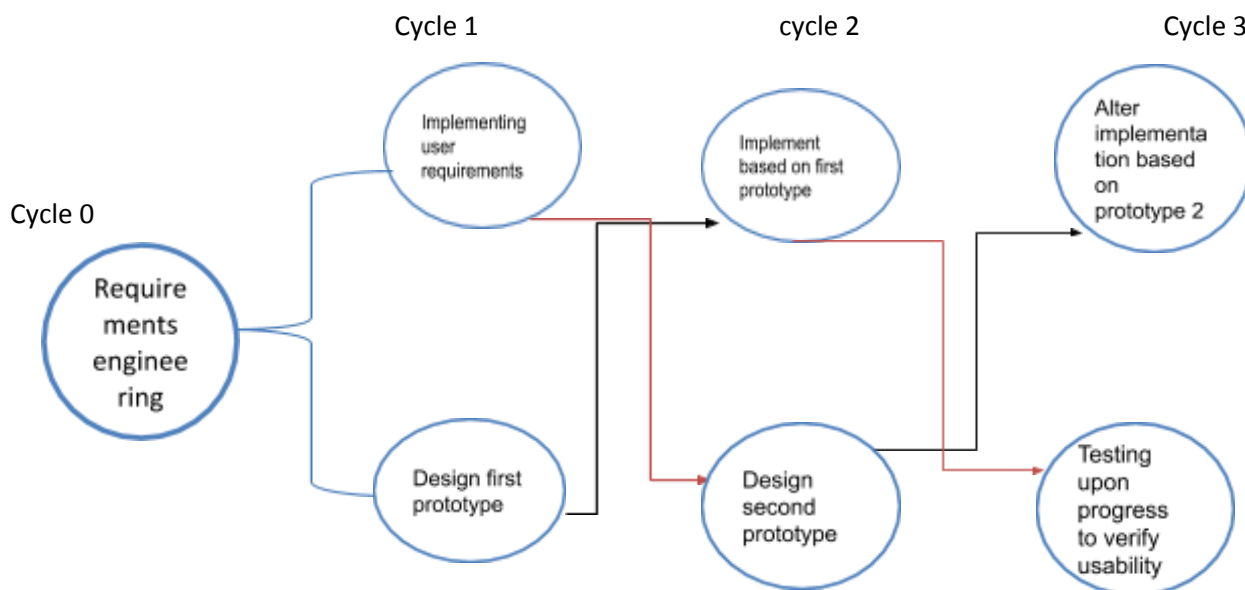 Cycle 1
cycle 2
Cycle 3
Implementing
user
requirements
Implement
based on first
prototype
Alter
implementa
tion based
on
prototype 2
Cycle 0
Require
ments
enginee
ring
Design first
prototype
Design
second
prototype
Testing
upon
progress
to verify
usability